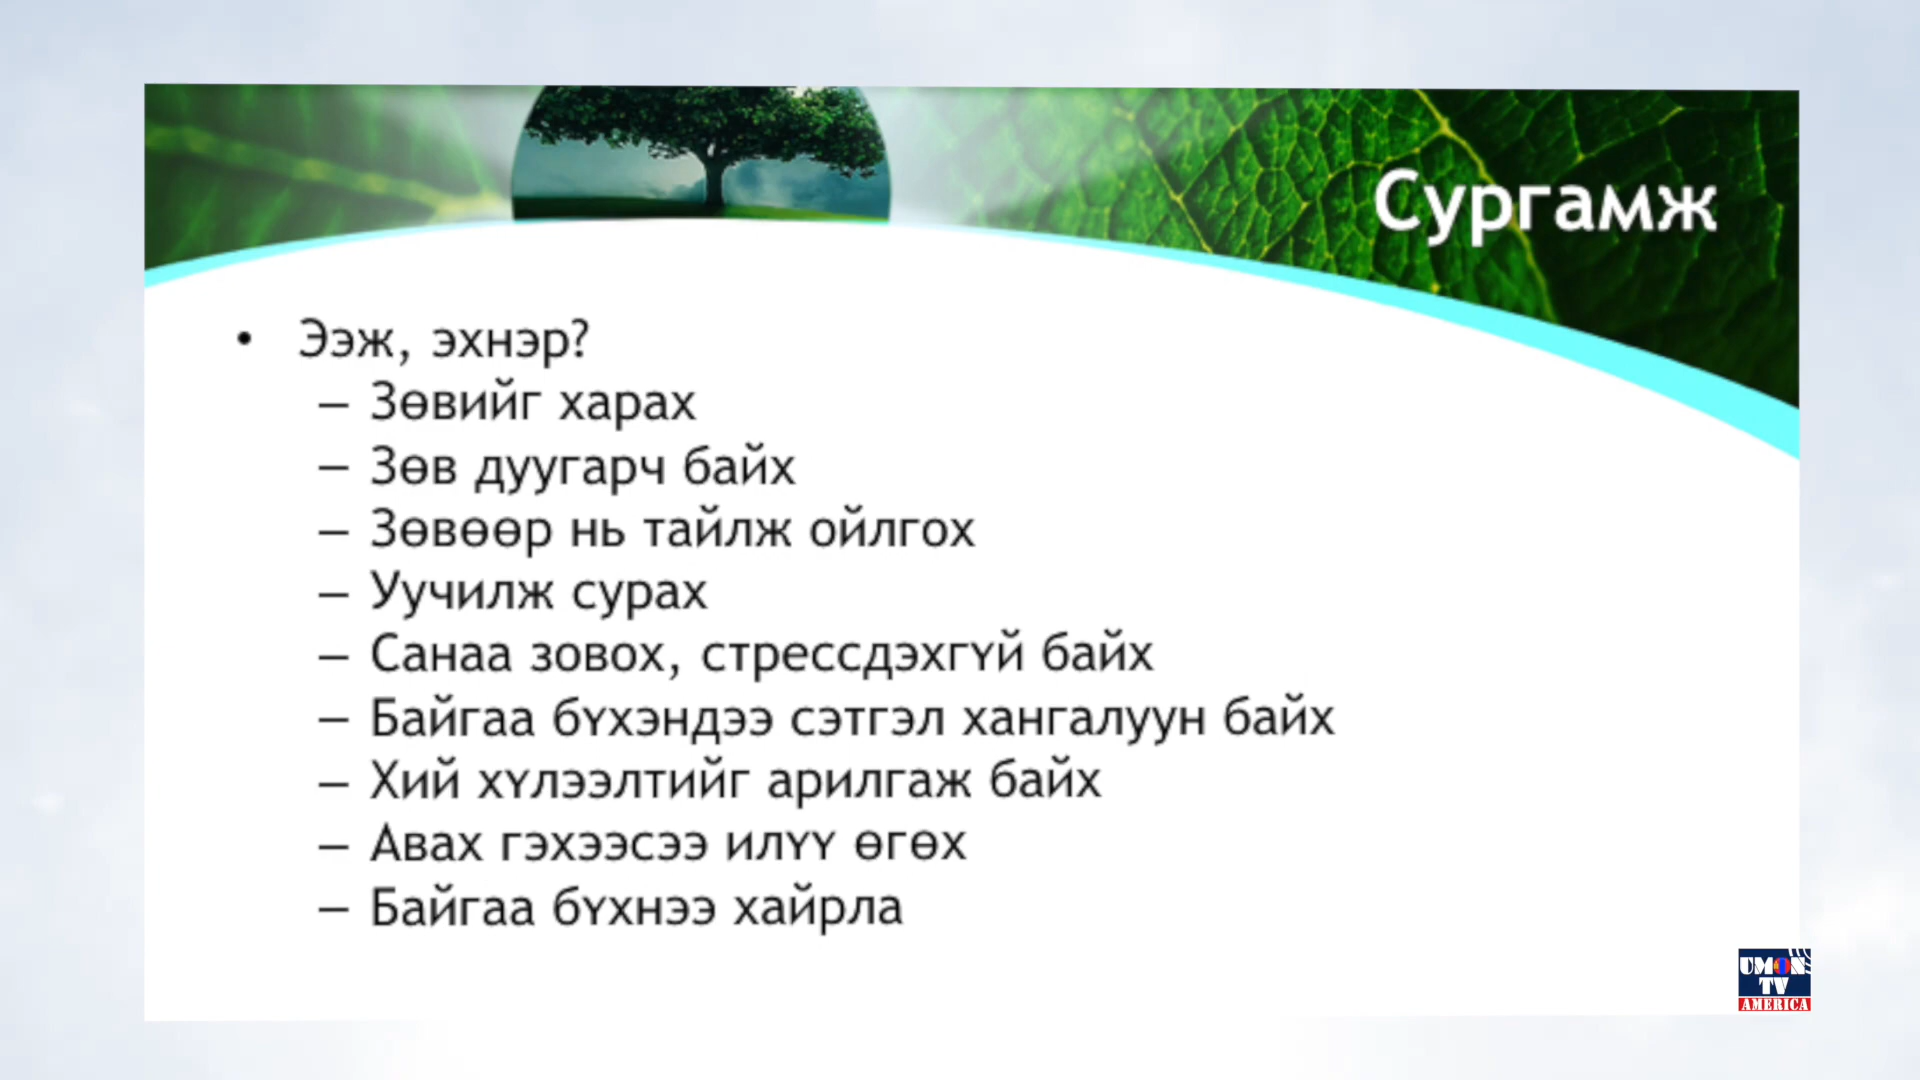 Сургамж
• Ээж, эхнэр?
– Зөвийг харах
– Зөв дуугарч байх
– Зөвөөр нь тайлж ойлгох
– Уучилж сурах
– Санаа зовох, стрессдэхгүй байх
– Байгаа бүхэндээ сэтгэл хангалуун байх
– Хий хүлээлтийг арилгаж байх
– Авах гэхээсээ илүү өгөх
– Байгаа бүхнээ хайрла
UMON
TV
AMERICA